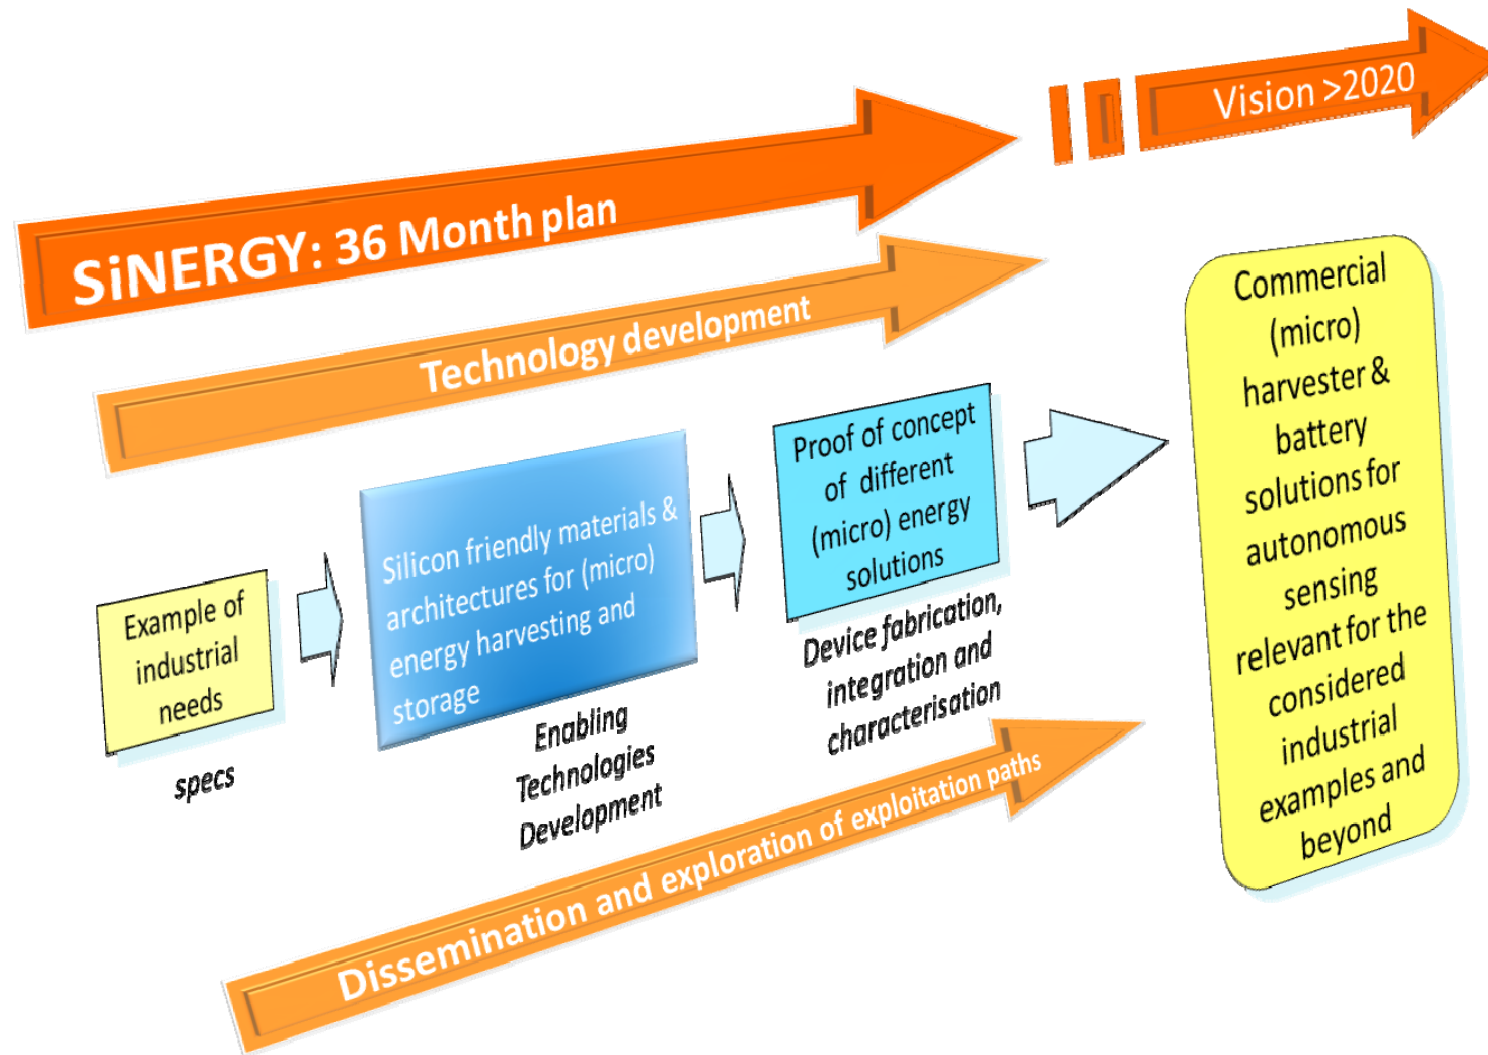 Vision >2020
SiNERGY: 36 Month plan
Technology development
Example of
industrial
needs
specs
Silicon friendly materials &
architectures for (micro)
energy harvesting and
storage
Enabling
Technologies
Development
Proof of concept
of different
(micro) energy
solutions
Device fabrication,
integration and
characterisation
Commercial
(micro)
harvester &
battery
solutions for
autonomous
sensing
relevant for the
considered
industrial
examples and
beyond
Dissemination and exploration of exploitation paths